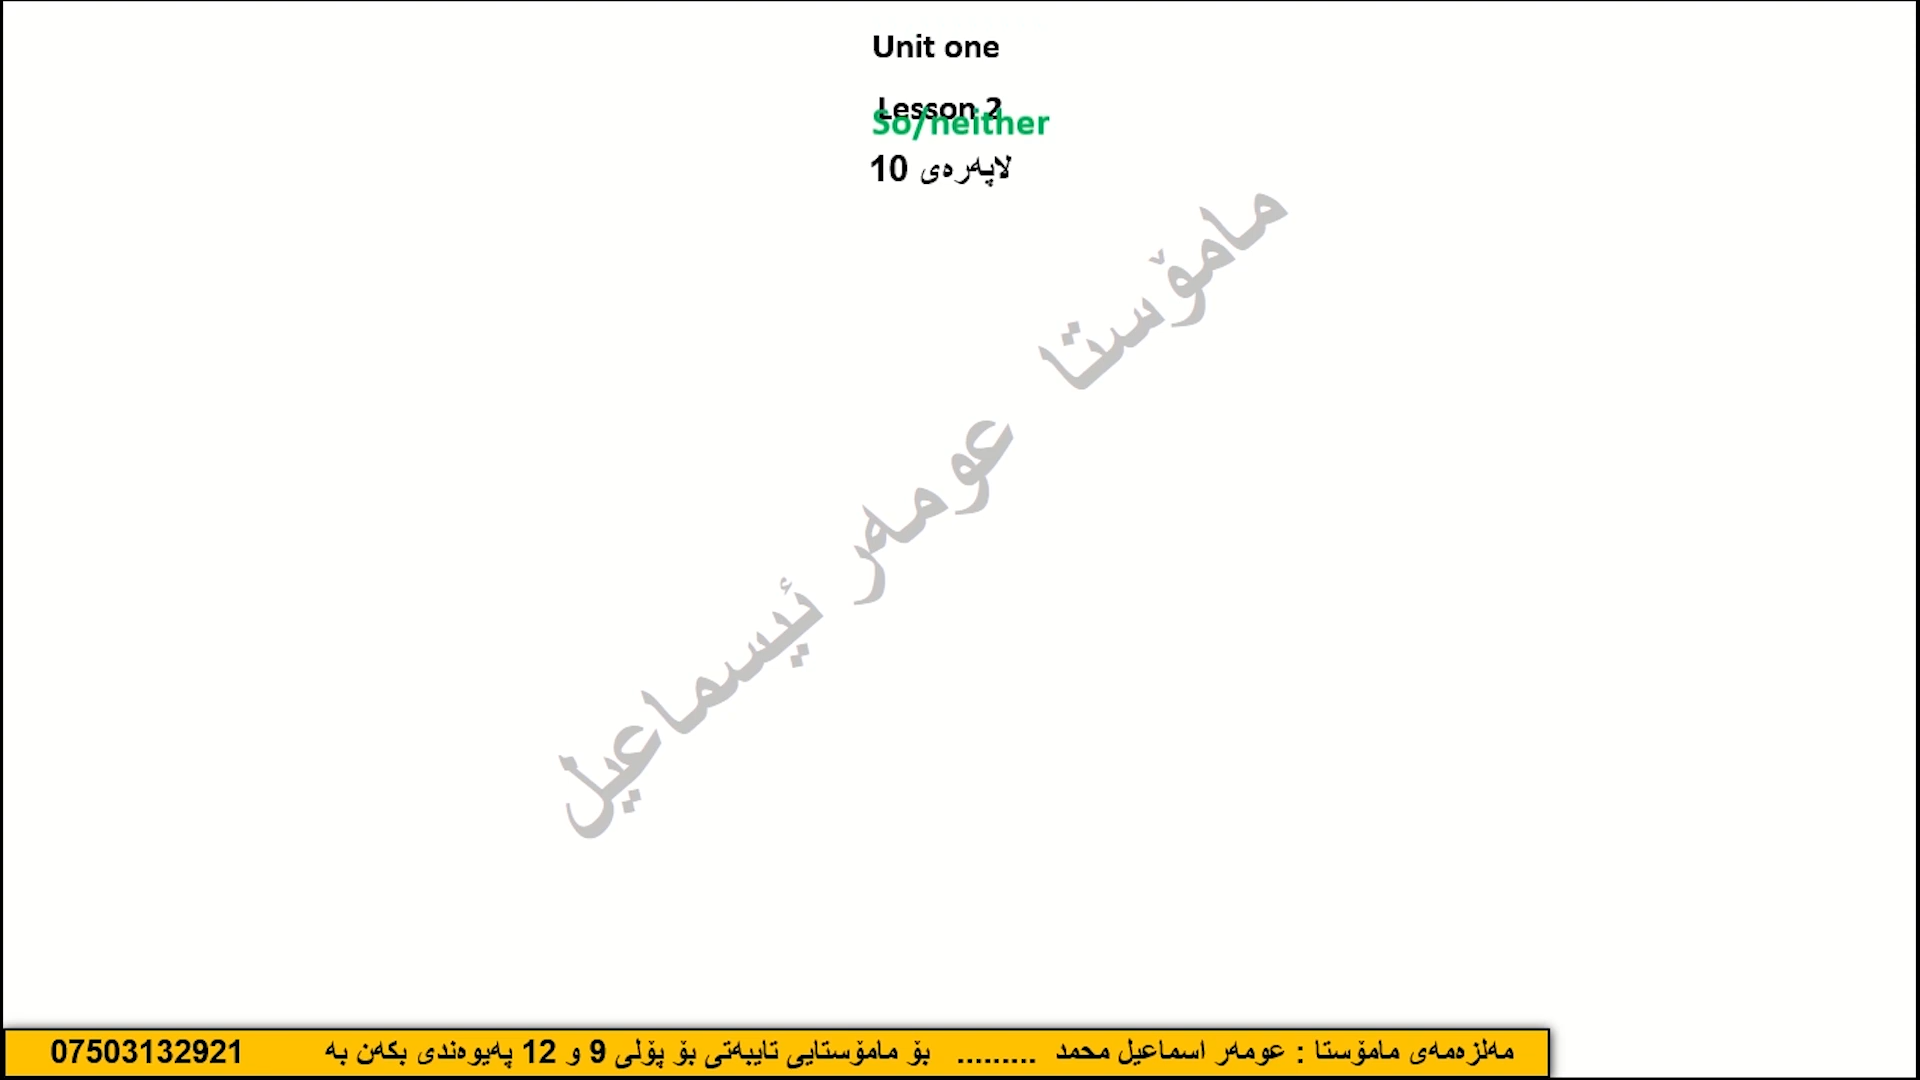 Unit one
Lesson 2
So/neither
لاپەرەی 10
مامۆستا عومەر ئیسماعیل
مەلزەمەی مامۆستا : عومەر اسماعیل محمد ......... بۆ مامۆستایی تایبەتی بۆ پۆلی 9 و 12 پەیوەندی بکەن بە 07503132921